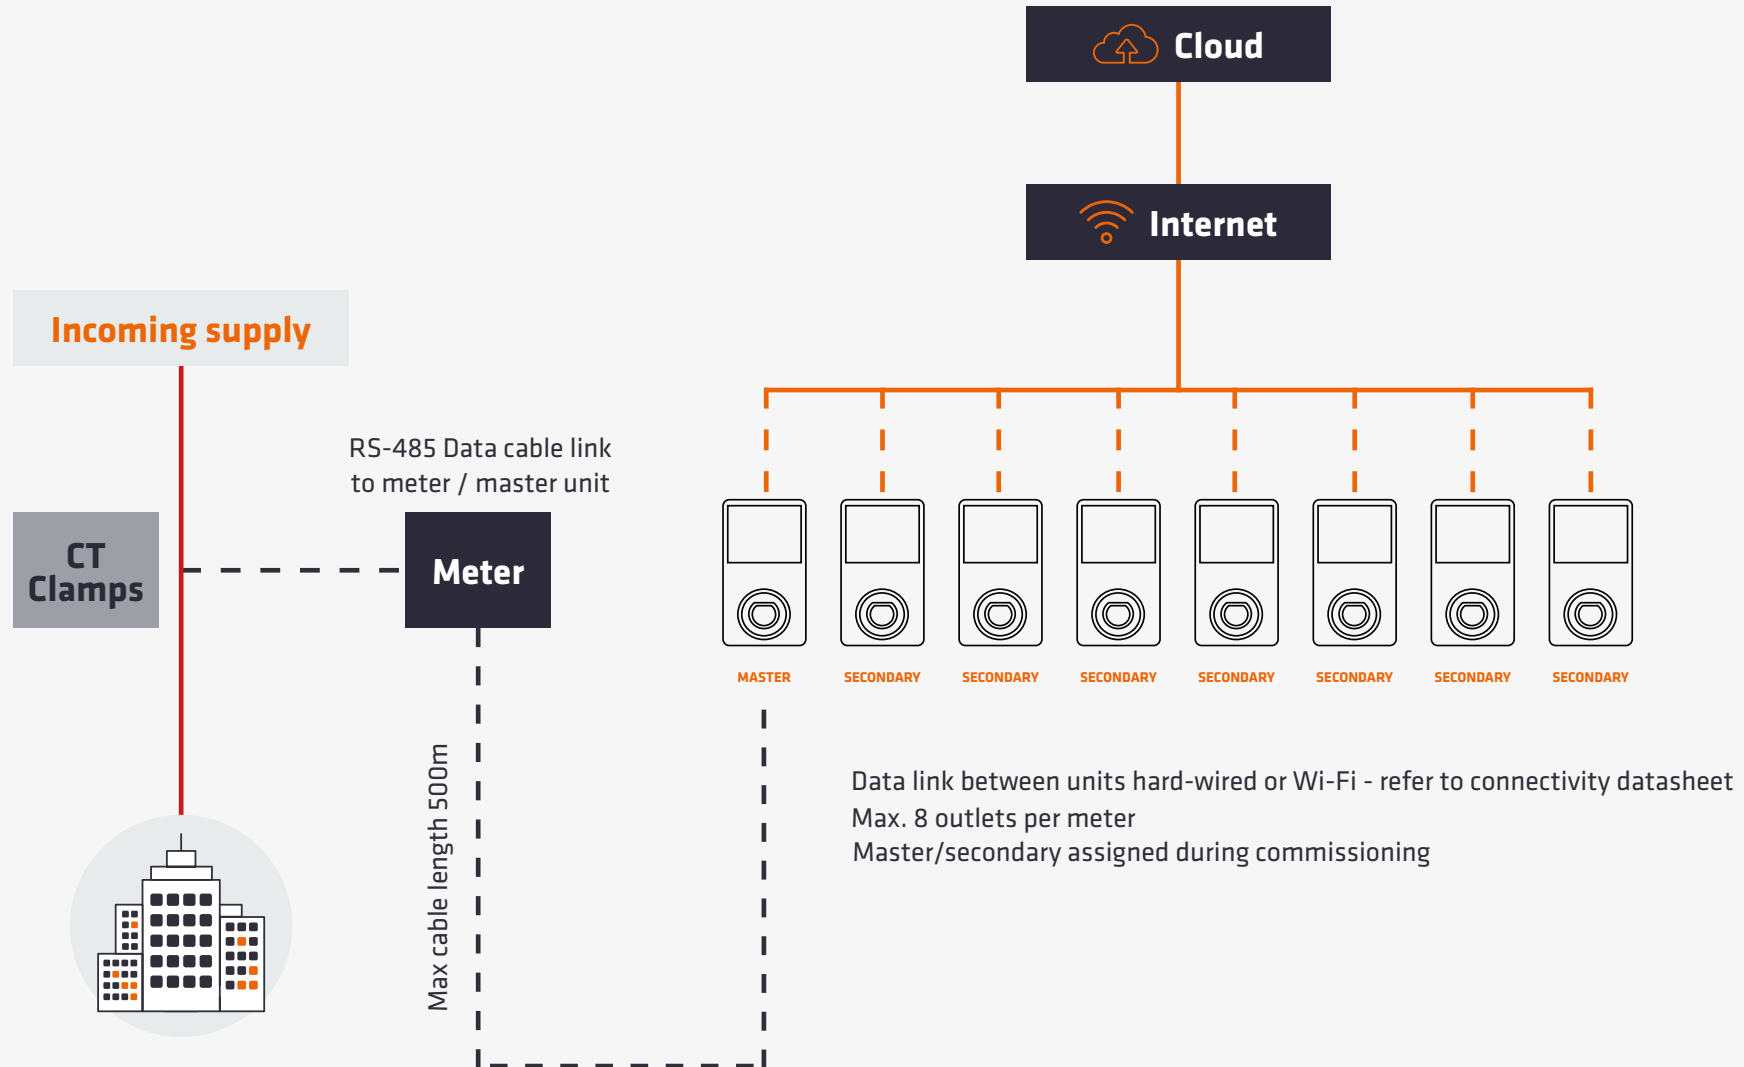 Cloud
Internet
Incoming supply
RS-485 Data cable link
to meter / master unit
CT
Clamps
Meter
MASTER
SECONDARY
SECONDARY
SECONDARY
SECONDARY
SECONDARY
SECONDARY
SECONDARY
Max cable length 500m
Data link between units hard-wired or Wi-Fi - refer to connectivity datasheet
Max. 8 outlets per meter
Master/secondary assigned during commissioning